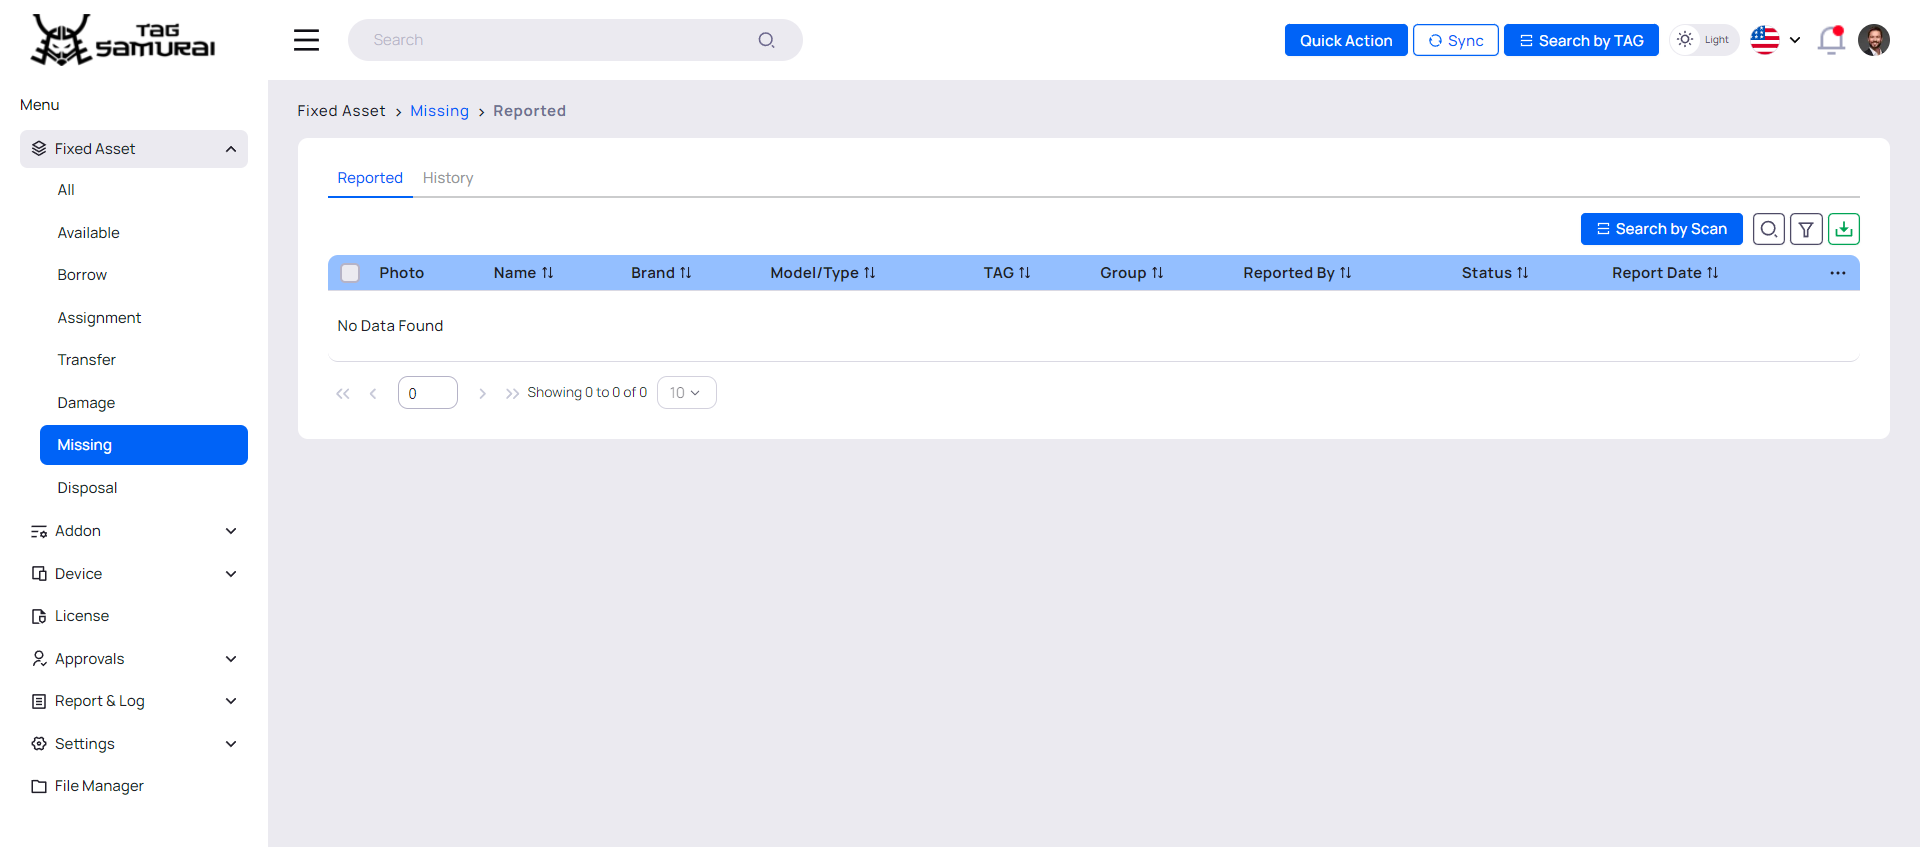 TAG
SAMURAI
Search
Quick Action
Sync
Search by TAG
Light
Menu
Fixed Asset
All
Available
Borrow
Assignment
Transfer
Damage
Missing
Disposal
Addon
Device
License
Approvals
Report & Log
Settings
File Manager
Fixed Asset > Missing > Reported
Reported History
Search by Scan
Photo Name Brand Model/Type TAG Group Reported By Status Report Date
No Data Found
0 Showing 0 to 0 of 0 10